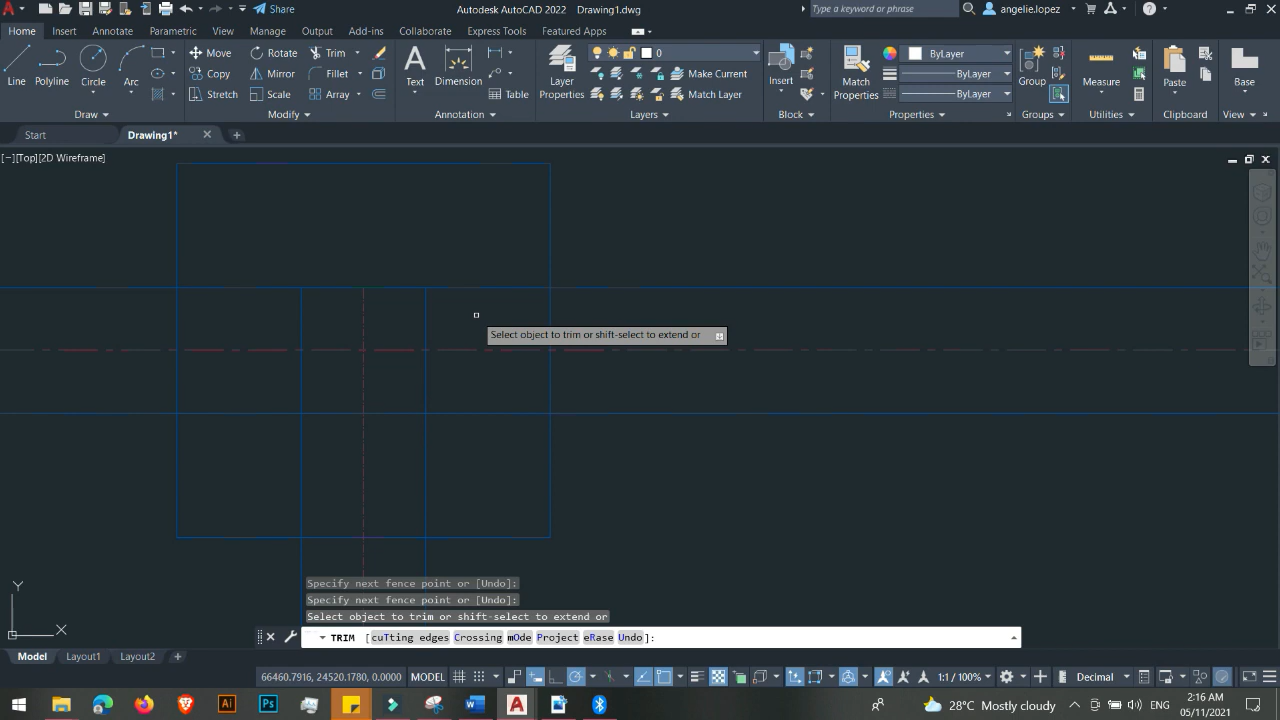 Autodesk AutoCAD 2022 Drawing1.dwg
Share
Type a keyword or phrase
angelie.lopez
Home Insert Annotate Parametric View Manage Output Add-ins Collaborate Express Tools Featured Apps
Line Polyline Circle Arc
Move Rotate Trim
Copy Mirror Fillet
Stretch Scale Array
Text Dimension Table
Layer Properties
0
Make Current
Match Layer
Insert
Match Properties
ByLayer
ByLayer
ByLayer
Group
Measure
Paste
Base
Draw Modify Annotation Layers Block Properties Groups Utilities Clipboard View
Start Drawing1*
[−][Top][2D Wireframe]
Select object to trim or shift-select to extend or
Specify next fence point or [Undo]:
Specify next fence point or [Undo]:
Select object to trim or shift-select to extend or
Y
X
TRIM [cuTting edges Crossing mOde Project eRase Undo]:
Model Layout1 Layout2 +
66460.7916, 24520.1780, 0.0000 MODEL 1:1 / 100% Decimal
28°C Mostly cloudy
ENG
2:16 AM
05/11/2021